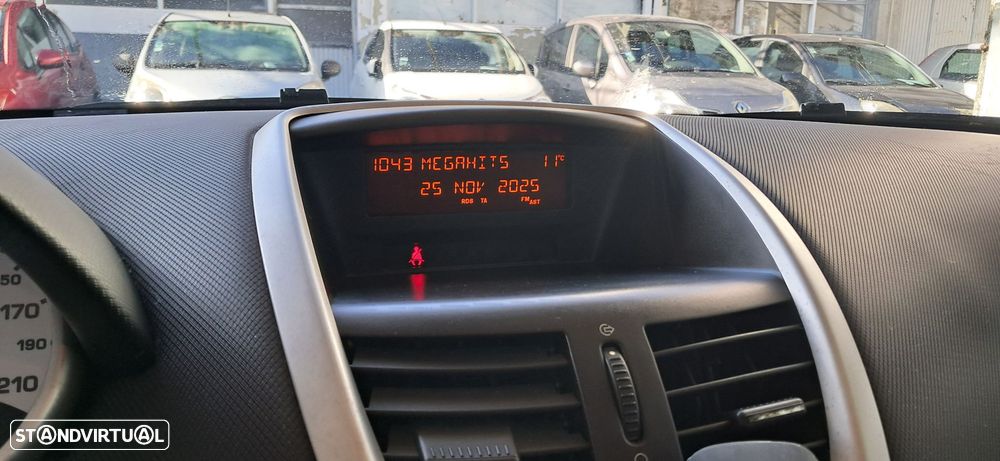 1043 MEGAHITS 11°C
25 NOV 2025
RDS TA FM AST
50
170
190
210
STANDVIRTUAL